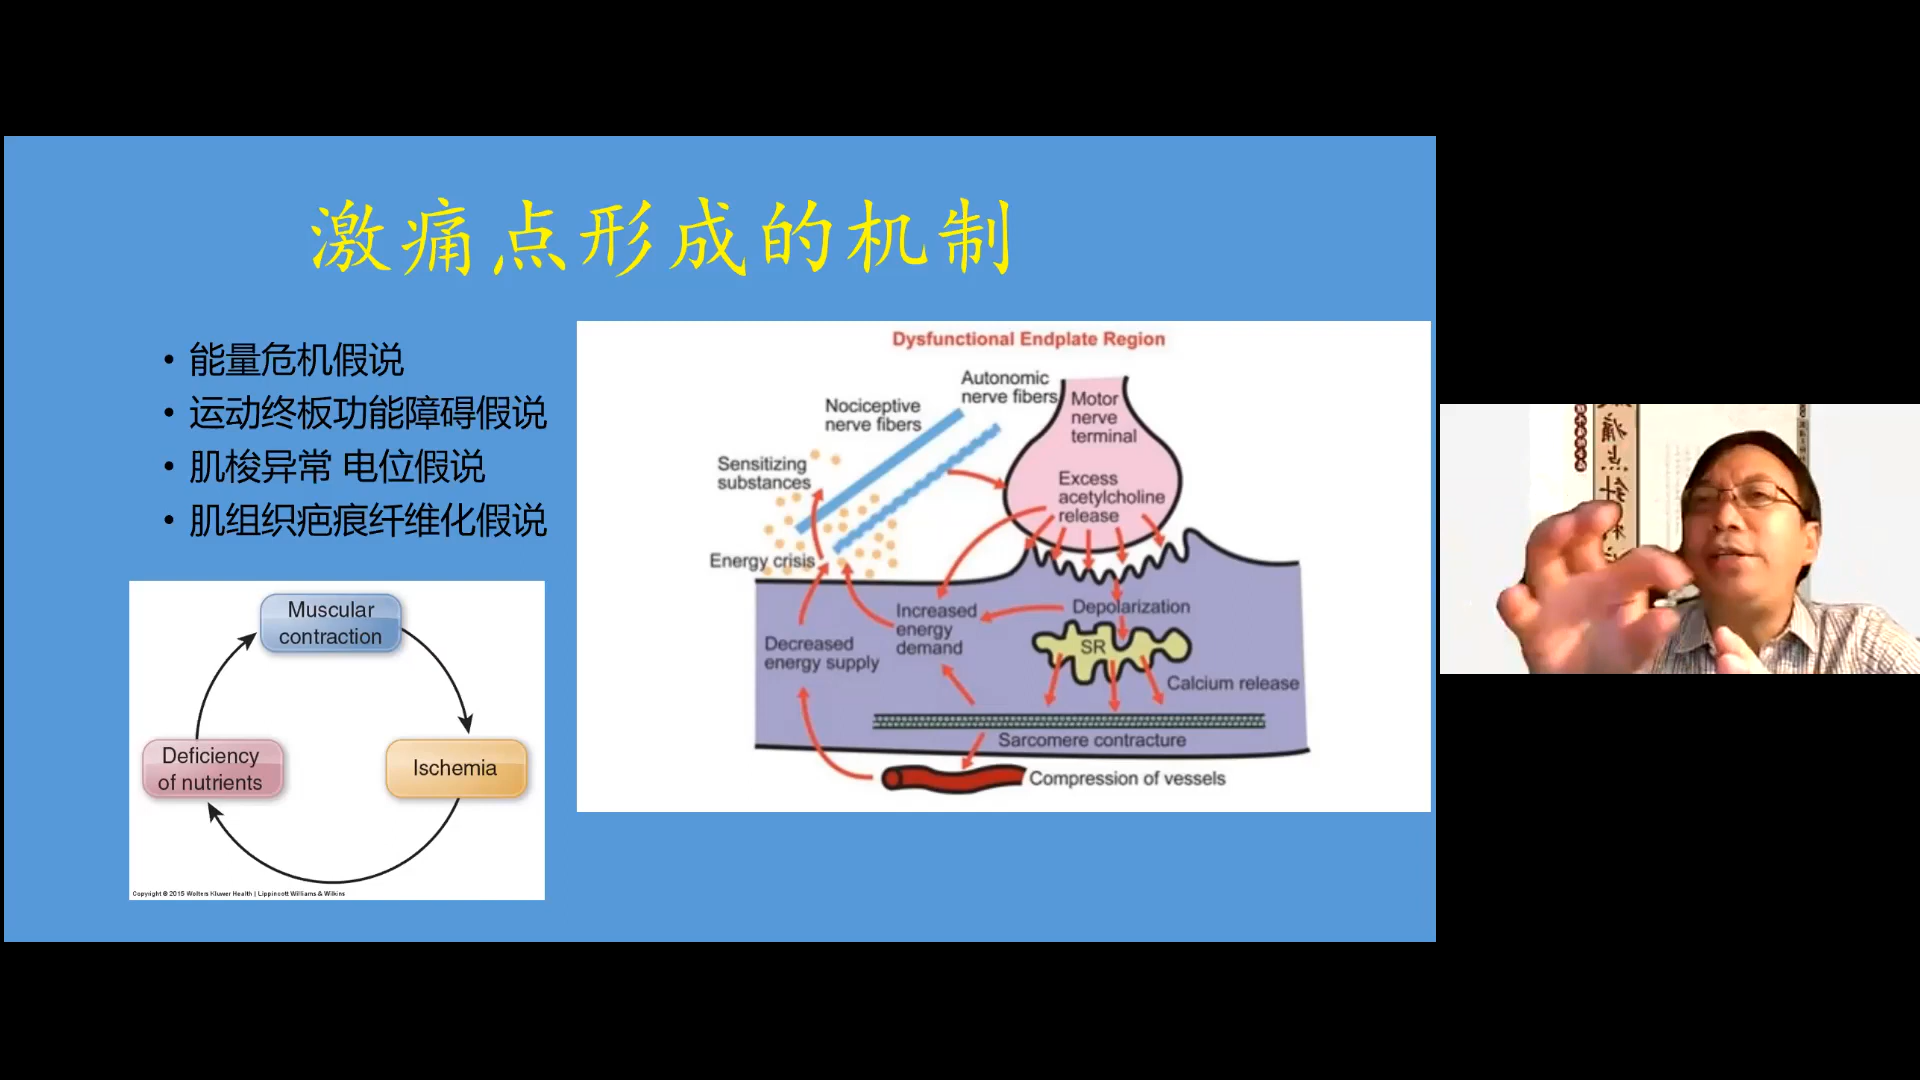 激痛点形成的机制
• 能量危机假说
• 运动终板功能障碍假说
• 肌梭异常 电位假说
• 肌组织疤痕纤维化假说
Muscular
contraction
Ischemia
Deficiency
of nutrients
Copyright © 2015 Wolters Kluwer Health | Lippincott Williams & Wilkins
Dysfunctional Endplate Region
Autonomic
nerve fibers
Nociceptive
nerve fibers
Motor
nerve
terminal
Sensitizing
substances
Excess
acetylcholine
release
Energy crisis
Increased
energy
demand
Depolarization
Decreased
energy supply
SR
Calcium release
Sarcomere contracture
Compression of vessels
痛
点
针